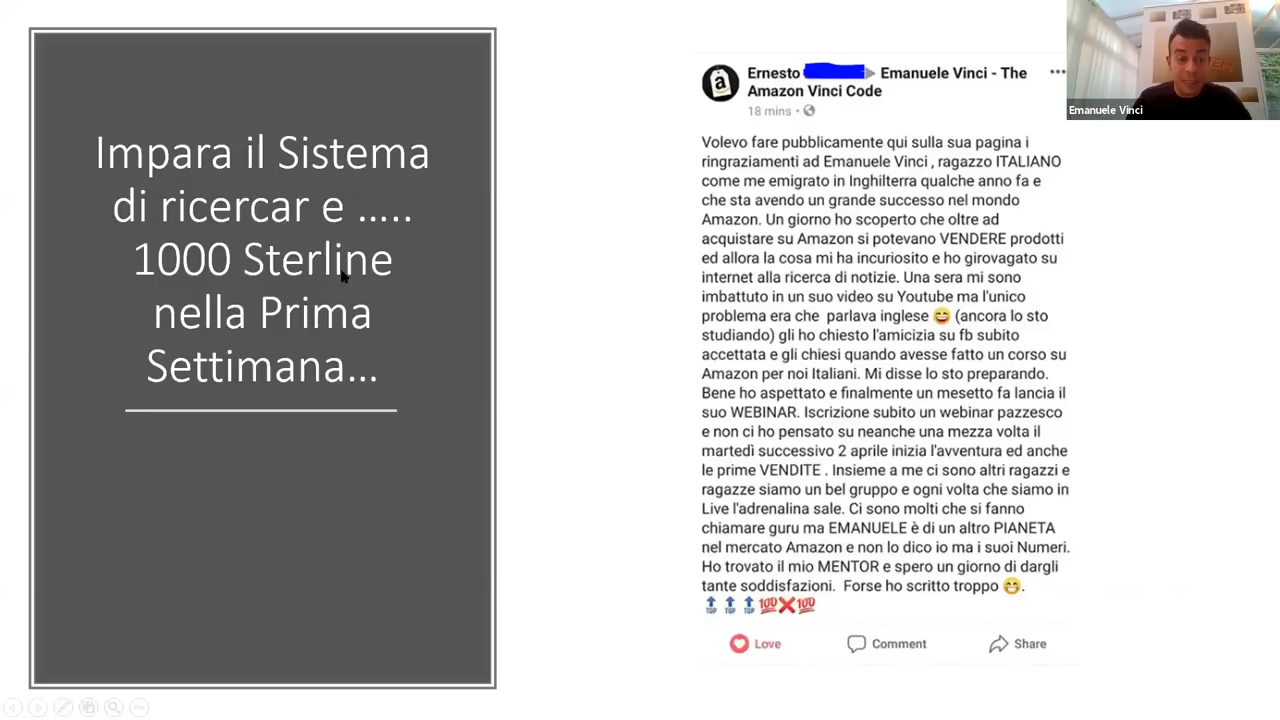 Impara il Sistema
di ricercar e .....
1000 Sterline
nella Prima
Settimana...
Ernesto Emanuele Vinci - The
Amazon Vinci Code
18 mins
Volevo fare pubblicamente qui sulla sua pagina i
ringraziamenti ad Emanuele Vinci , ragazzo ITALIANO
come me emigrato in Inghilterra qualche anno fa e
che sta avendo un grande successo nel mondo
Amazon. Un giorno ho scoperto che oltre ad
acquistare su Amazon si potevano VENDERE prodotti
ed allora la cosa mi ha incuriosito e ho girovagato su
internet alla ricerca di notizie. Una sera mi sono
imbattuto in un suo video su Youtube ma l'unico
problema era che parlava inglese 😄 (ancora lo sto
studiando) gli ho chiesto l'amicizia su fb subito
accettata e gli chiesi quando avesse fatto un corso su
Amazon per noi Italiani. Mi disse lo sto preparando.
Bene ho aspettato e finalmente un mesetto fa lancia il
suo WEBINAR. Iscrizione subito un webinar pazzesco
e non ci ho pensato su neanche una mezza volta il
martedì successivo 2 aprile inizia l'avventura ed anche
le prime VENDITE . Insieme a me ci sono altri ragazzi e
ragazze siamo un bel gruppo e ogni volta che siamo in
Live l'adrenalina sale. Ci sono molti che si fanno
chiamare guru ma EMANUELE è di un altro PIANETA
nel mercato Amazon e non lo dico io ma i suoi Numeri.
Ho trovato il mio MENTOR e spero un giorno di dargli
tante soddisfazioni. Forse ho scritto troppo 😁.
🔝🔝🔝💯❌💯
Love Comment Share
Emanuele Vinci